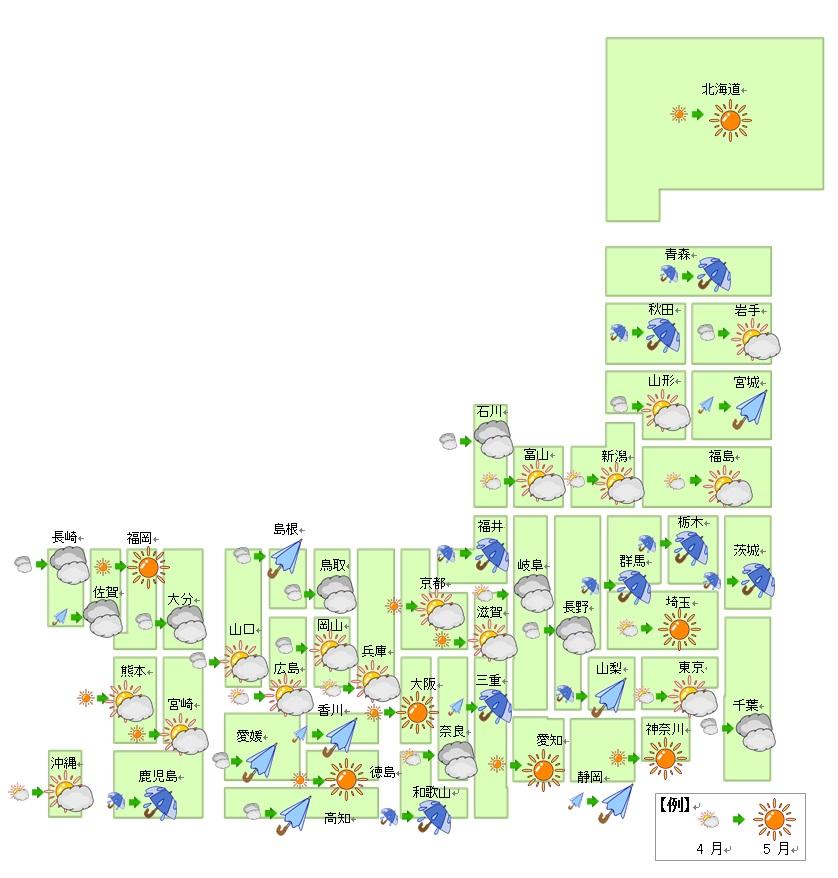 北海道
青森
秋田
岩手
山形
宮城
石川
富山
新潟
福島
福井
栃木
長崎
福岡
島根
茨城
鳥取
岐阜
群馬
佐賀
大分
京都
滋賀
長野
埼玉
山口
岡山
兵庫
広島
熊本
山梨
東京
大阪
三重
宮崎
香川
千葉
愛媛
奈良
愛知
神奈川
沖縄
鹿児島
徳島
静岡
和歌山
高知
【例】
4 月 5 月